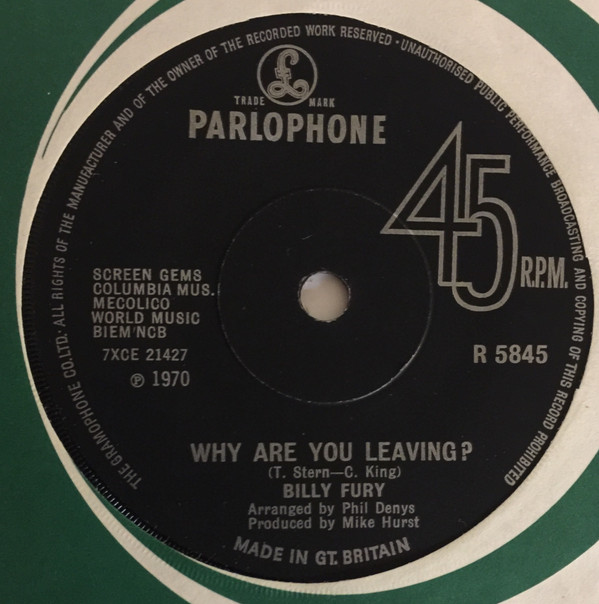 THE GRAMOPHONE CO. LTD. · ALL RIGHTS OF THE MANUFACTURER AND OF THE OWNER OF THE RECORDED WORK RESERVED · UNAUTHORISED PUBLIC PERFORMANCE BROADCASTING AND COPYING OF THIS RECORD PROHIBITED
£
TRADE MARK
PARLOPHONE
45 R.P.M.
SCREEN GEMS
COLUMBIA MUS.
MECOLICO
WORLD MUSIC
BIEM'NCB
7XCE 21427
R 5845
℗ 1970
WHY ARE YOU LEAVING?
(T. Stern—C. King)
BILLY FURY
Arranged by Phil Denys
Produced by Mike Hurst
MADE IN GT. BRITAIN